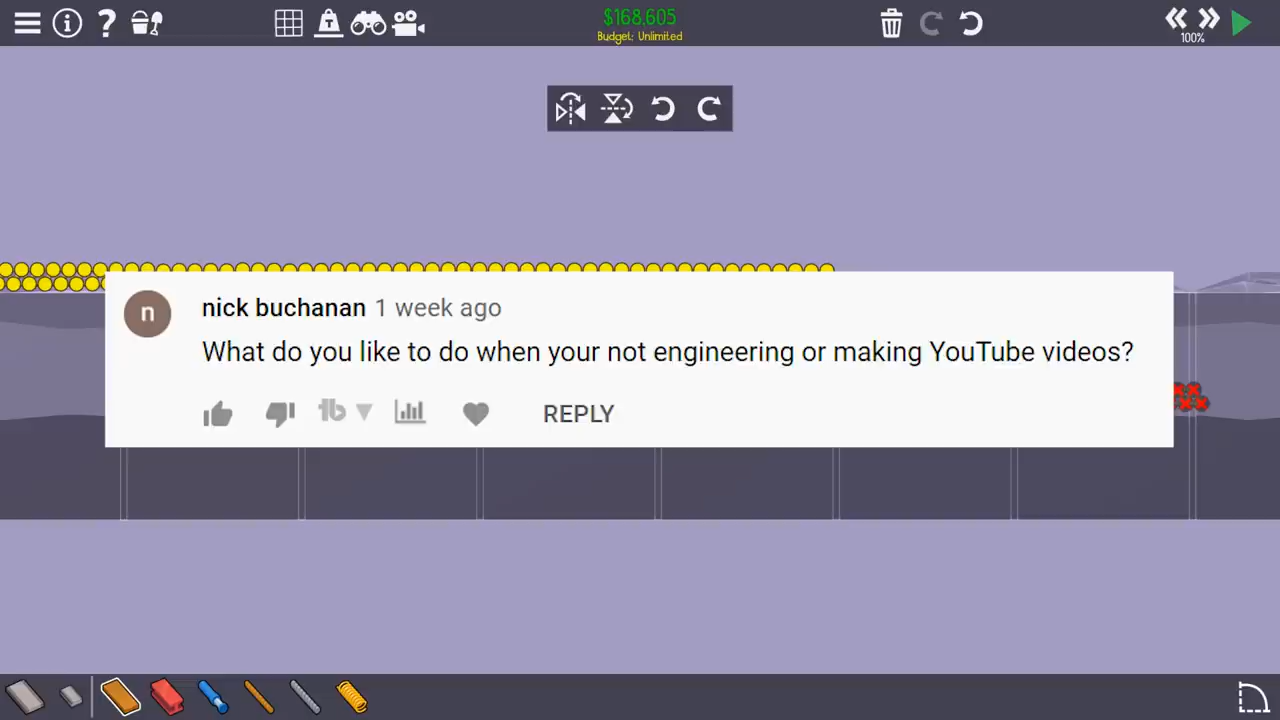 $168.605
Budget: Unlimited
100%
nick buchanan 1 week ago
What do you like to do when your not engineering or making YouTube videos?
REPLY